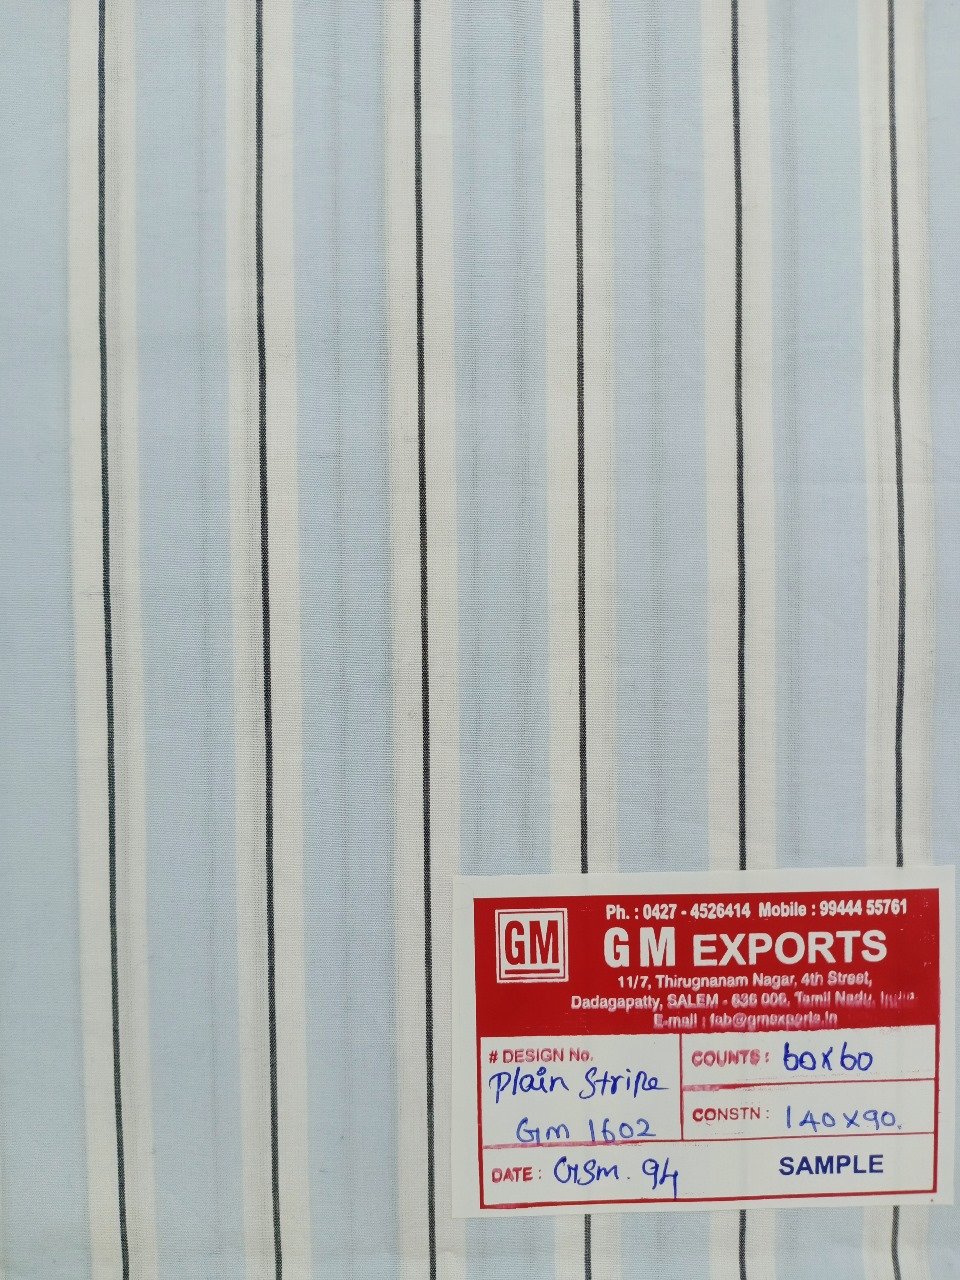 GM
Ph. : 0427 - 4526414 Mobile : 99444 55761
G M EXPORTS
11/7, Thirugnanam Nagar, 4th Street,
Dadagapatty, SALEM - 636 006, Tamil Nadu, India
E-mail : fab@gmexports.in
# DESIGN No.
Plain Stripe
Gm 1602
COUNTS : 60x60
CONSTN : 140x90.
DATE : GSm. 94
SAMPLE